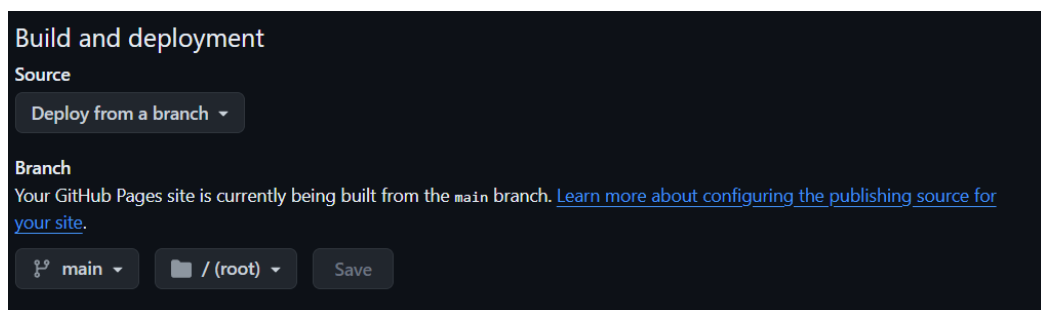 Build and deployment
Source
Deploy from a branch
Branch
Your GitHub Pages site is currently being built from the main branch. Learn more about configuring the publishing source for
your site.
main / (root) Save